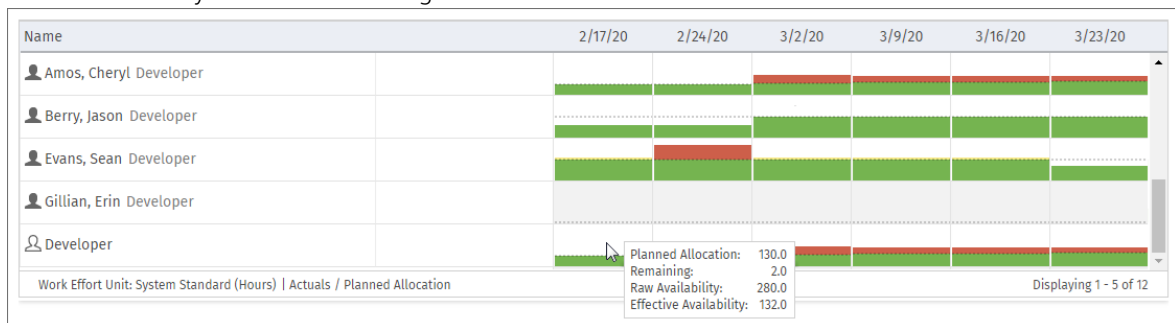 Name 2/17/20 2/24/20 3/2/20 3/9/20 3/16/20 3/23/20
Amos, Cheryl Developer
Berry, Jason Developer
Evans, Sean Developer
Gillian, Erin Developer
Developer
Planned Allocation: 130.0
Remaining: 2.0
Raw Availability: 280.0
Effective Availability: 132.0
Work Effort Unit: System Standard (Hours) | Actuals / Planned Allocation Displaying 1 - 5 of 12